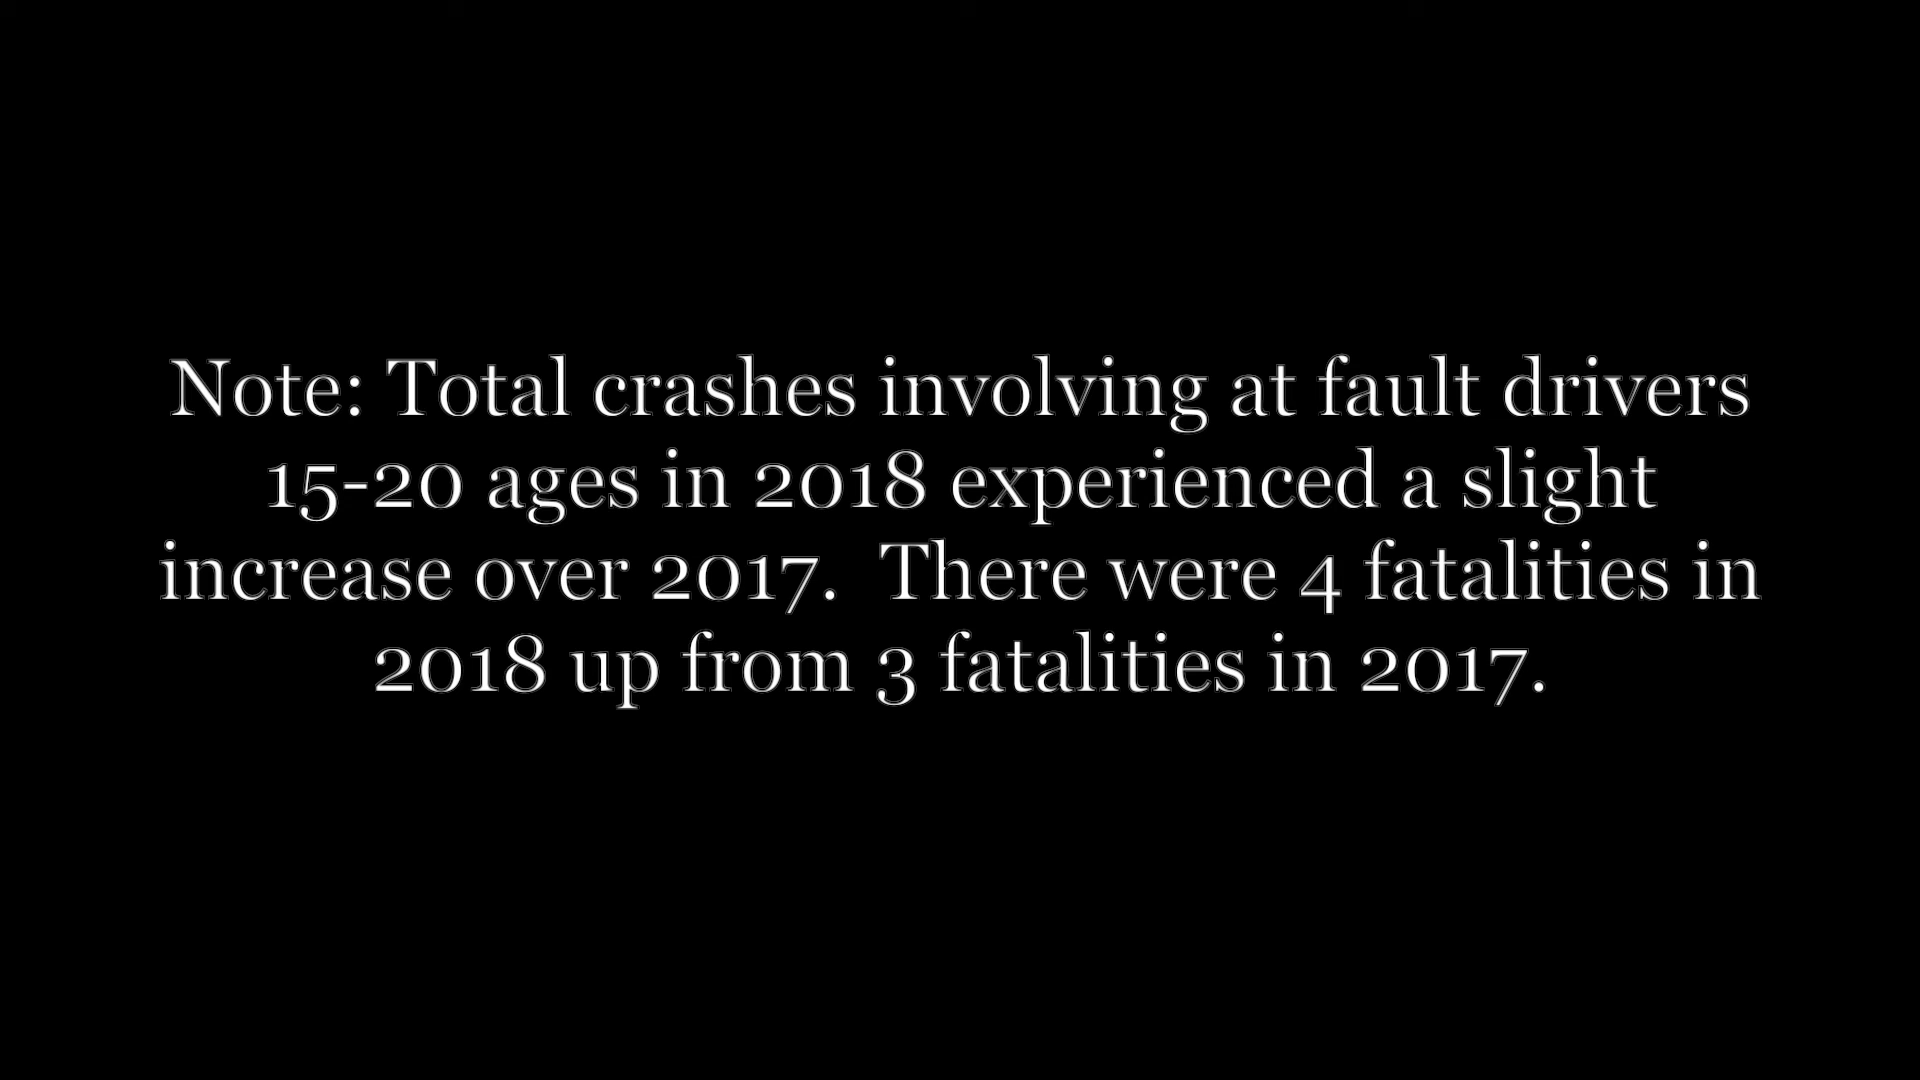 Note: Total crashes involving at fault drivers
15-20 ages in 2018 experienced a slight
increase over 2017.  There were 4 fatalities in
2018 up from 3 fatalities in 2017.